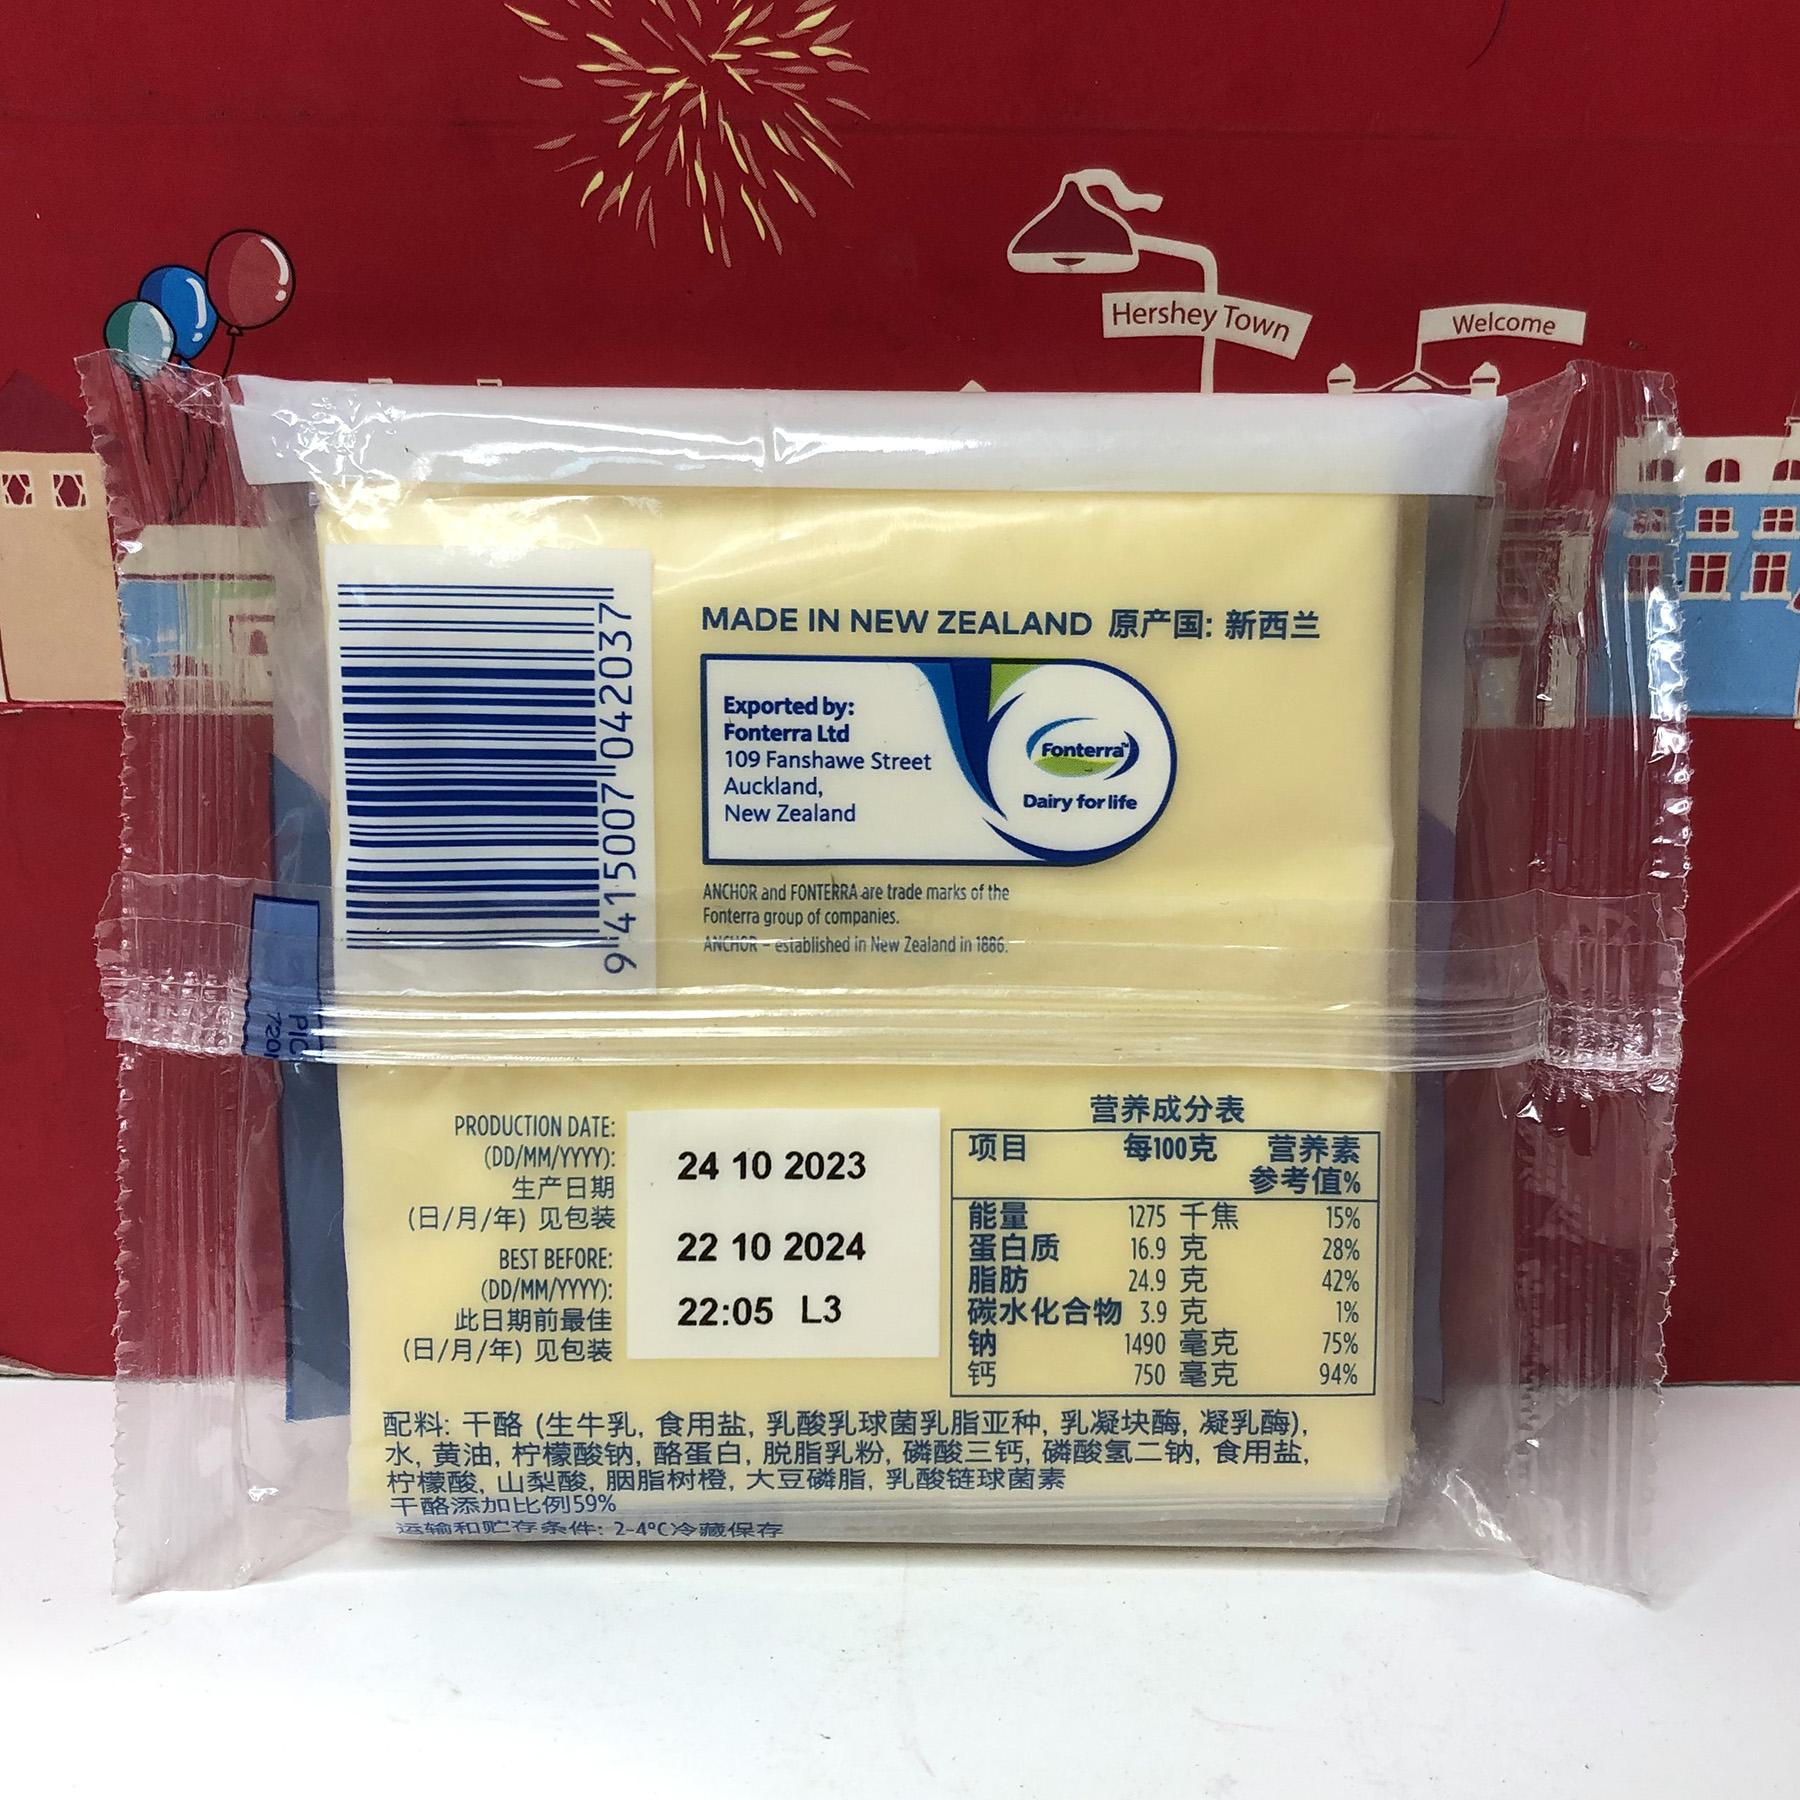 Hershey Town
Welcome
9 415007 042037
MADE IN NEW ZEALAND 原产国: 新西兰
Exported by:
Fonterra Ltd
109 Fanshawe Street
Auckland,
New Zealand
Fonterra™
Dairy for life
ANCHOR and FONTERRA are trade marks of the
Fonterra group of companies.
ANCHOR – established in New Zealand in 1886.
PRODUCTION DATE:
(DD/MM/YYYY):
生产日期
(日/月/年) 见包装
BEST BEFORE:
(DD/MM/YYYY):
此日期前最佳
(日/月/年) 见包装
24 10 2023
22 10 2024
22:05 L3
营养成分表
项目 每100克 营养素
参考值%
能量 1275 千焦 15%
蛋白质 16.9 克 28%
脂肪 24.9 克 42%
碳水化合物 3.9 克 1%
钠 1490 毫克 75%
钙 750 毫克 94%
配料: 干酪 (生牛乳, 食用盐, 乳酸乳球菌乳脂亚种, 乳凝块酶, 凝乳酶),
水, 黄油, 柠檬酸钠, 酪蛋白, 脱脂乳粉, 磷酸三钙, 磷酸氢二钠, 食用盐,
柠檬酸, 山梨酸, 胭脂树橙, 大豆磷脂, 乳酸链球菌素
干酪添加比例59%
运输和贮存条件: 2-4°C冷藏保存